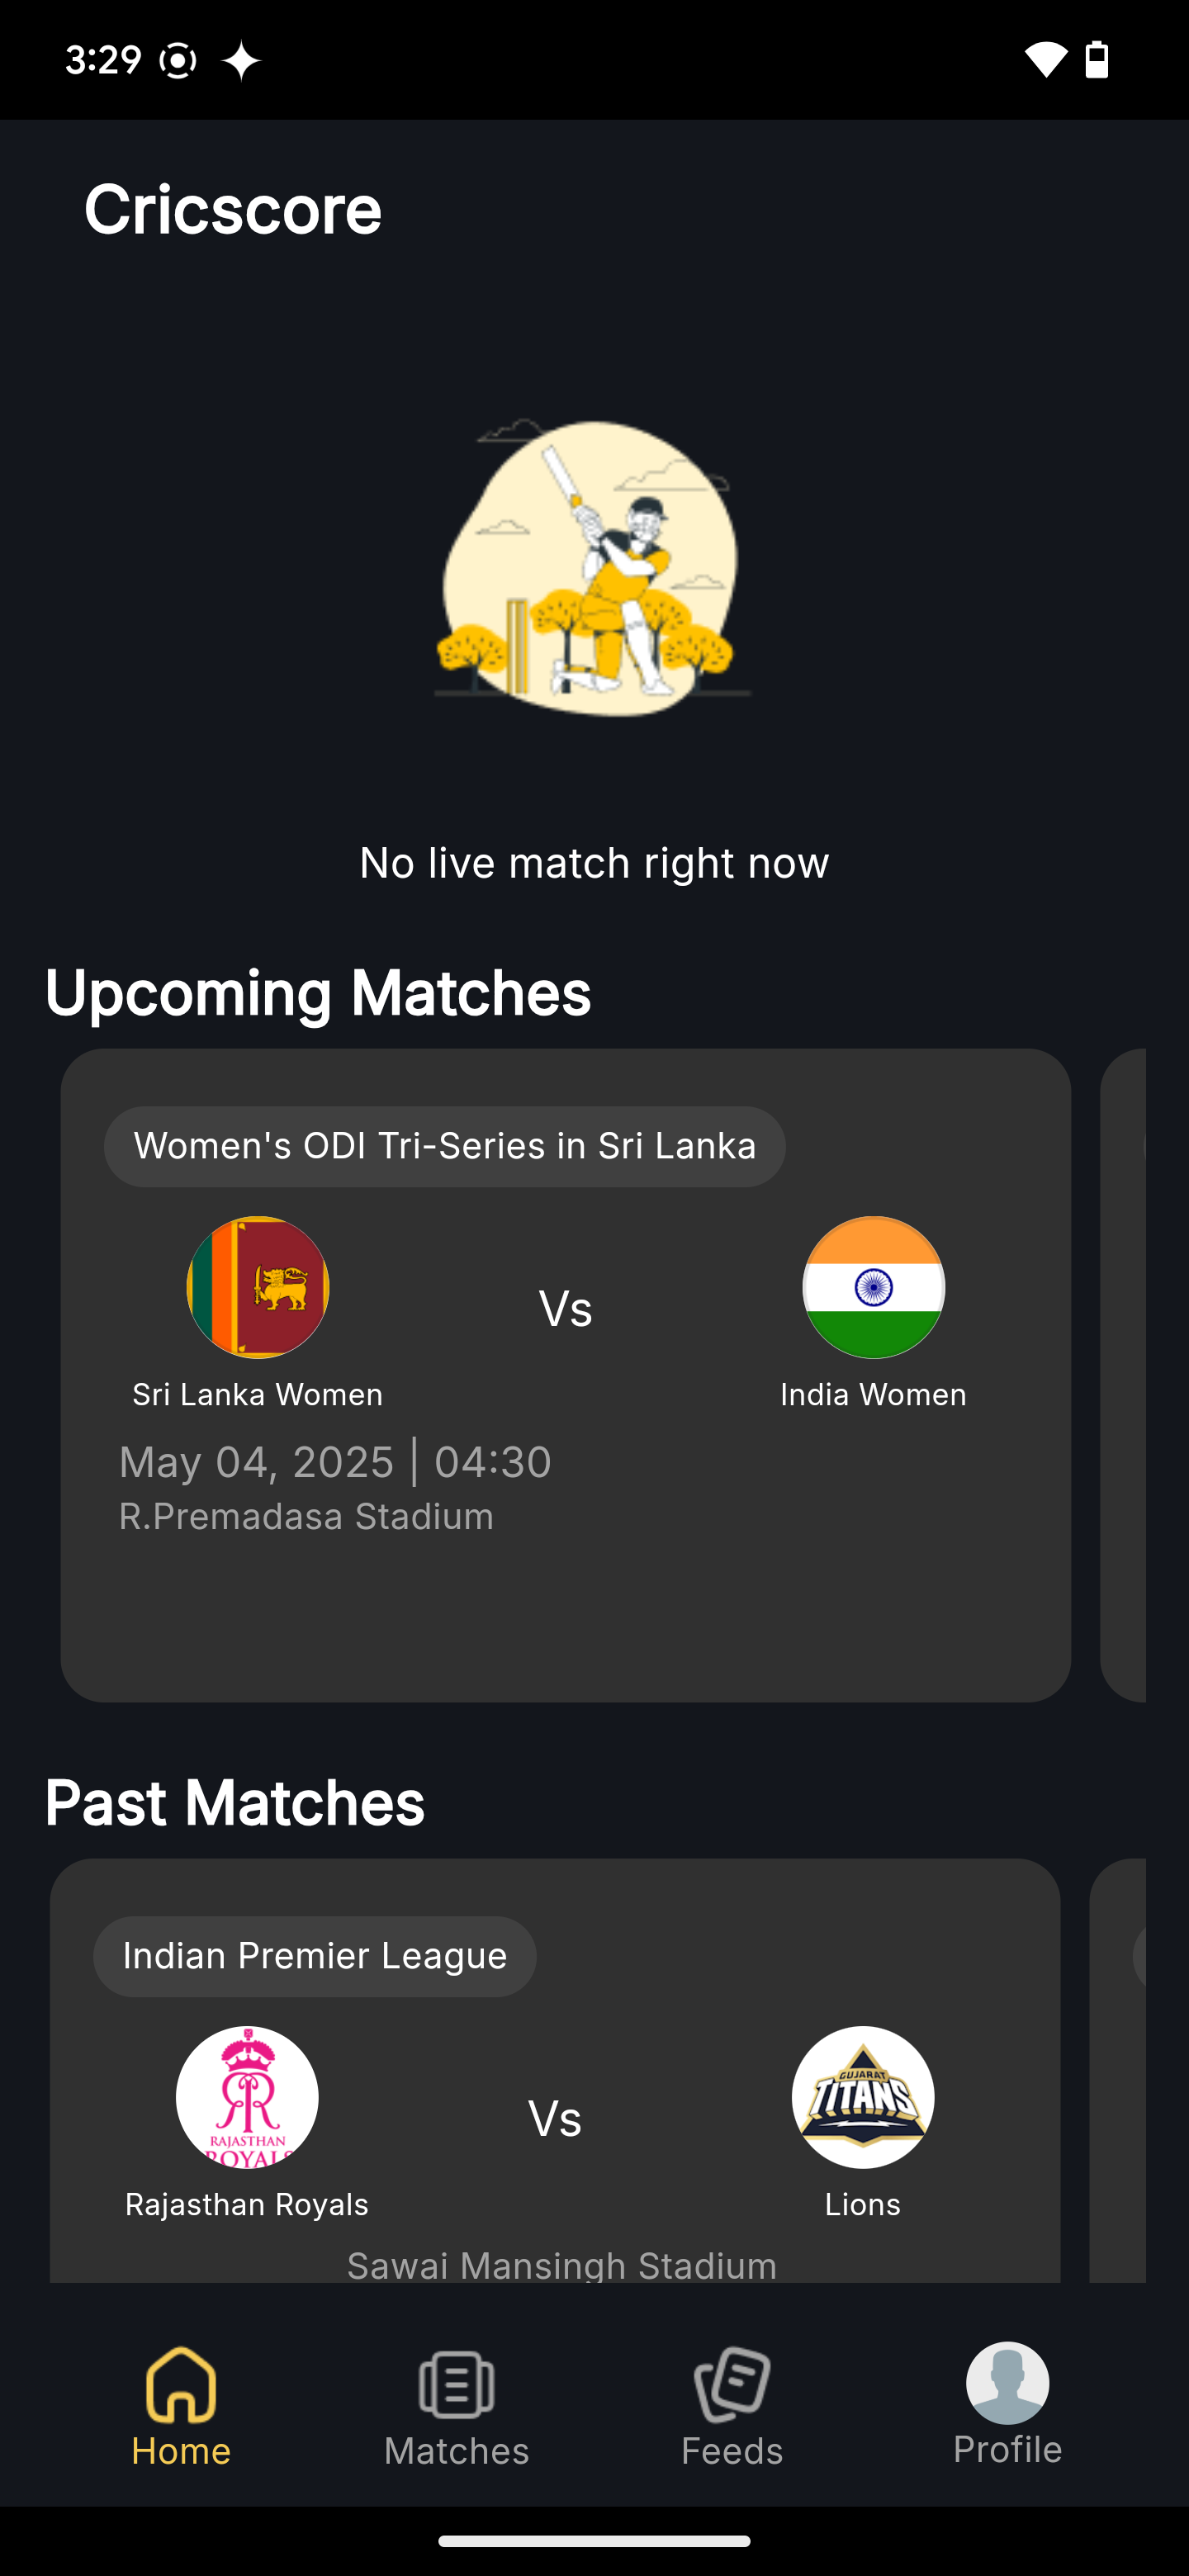 3:29
Cricscore
No live match right now
Upcoming Matches
Women's ODI Tri-Series in Sri Lanka
Vs
Sri Lanka Women
India Women
May 04, 2025 | 04:30
R.Premadasa Stadium
Past Matches
Indian Premier League
RAJASTHAN
ROYALS
Vs
GUJARAT
TITANS
Rajasthan Royals
Lions
Sawai Mansingh Stadium
Home
Matches
Feeds
Profile